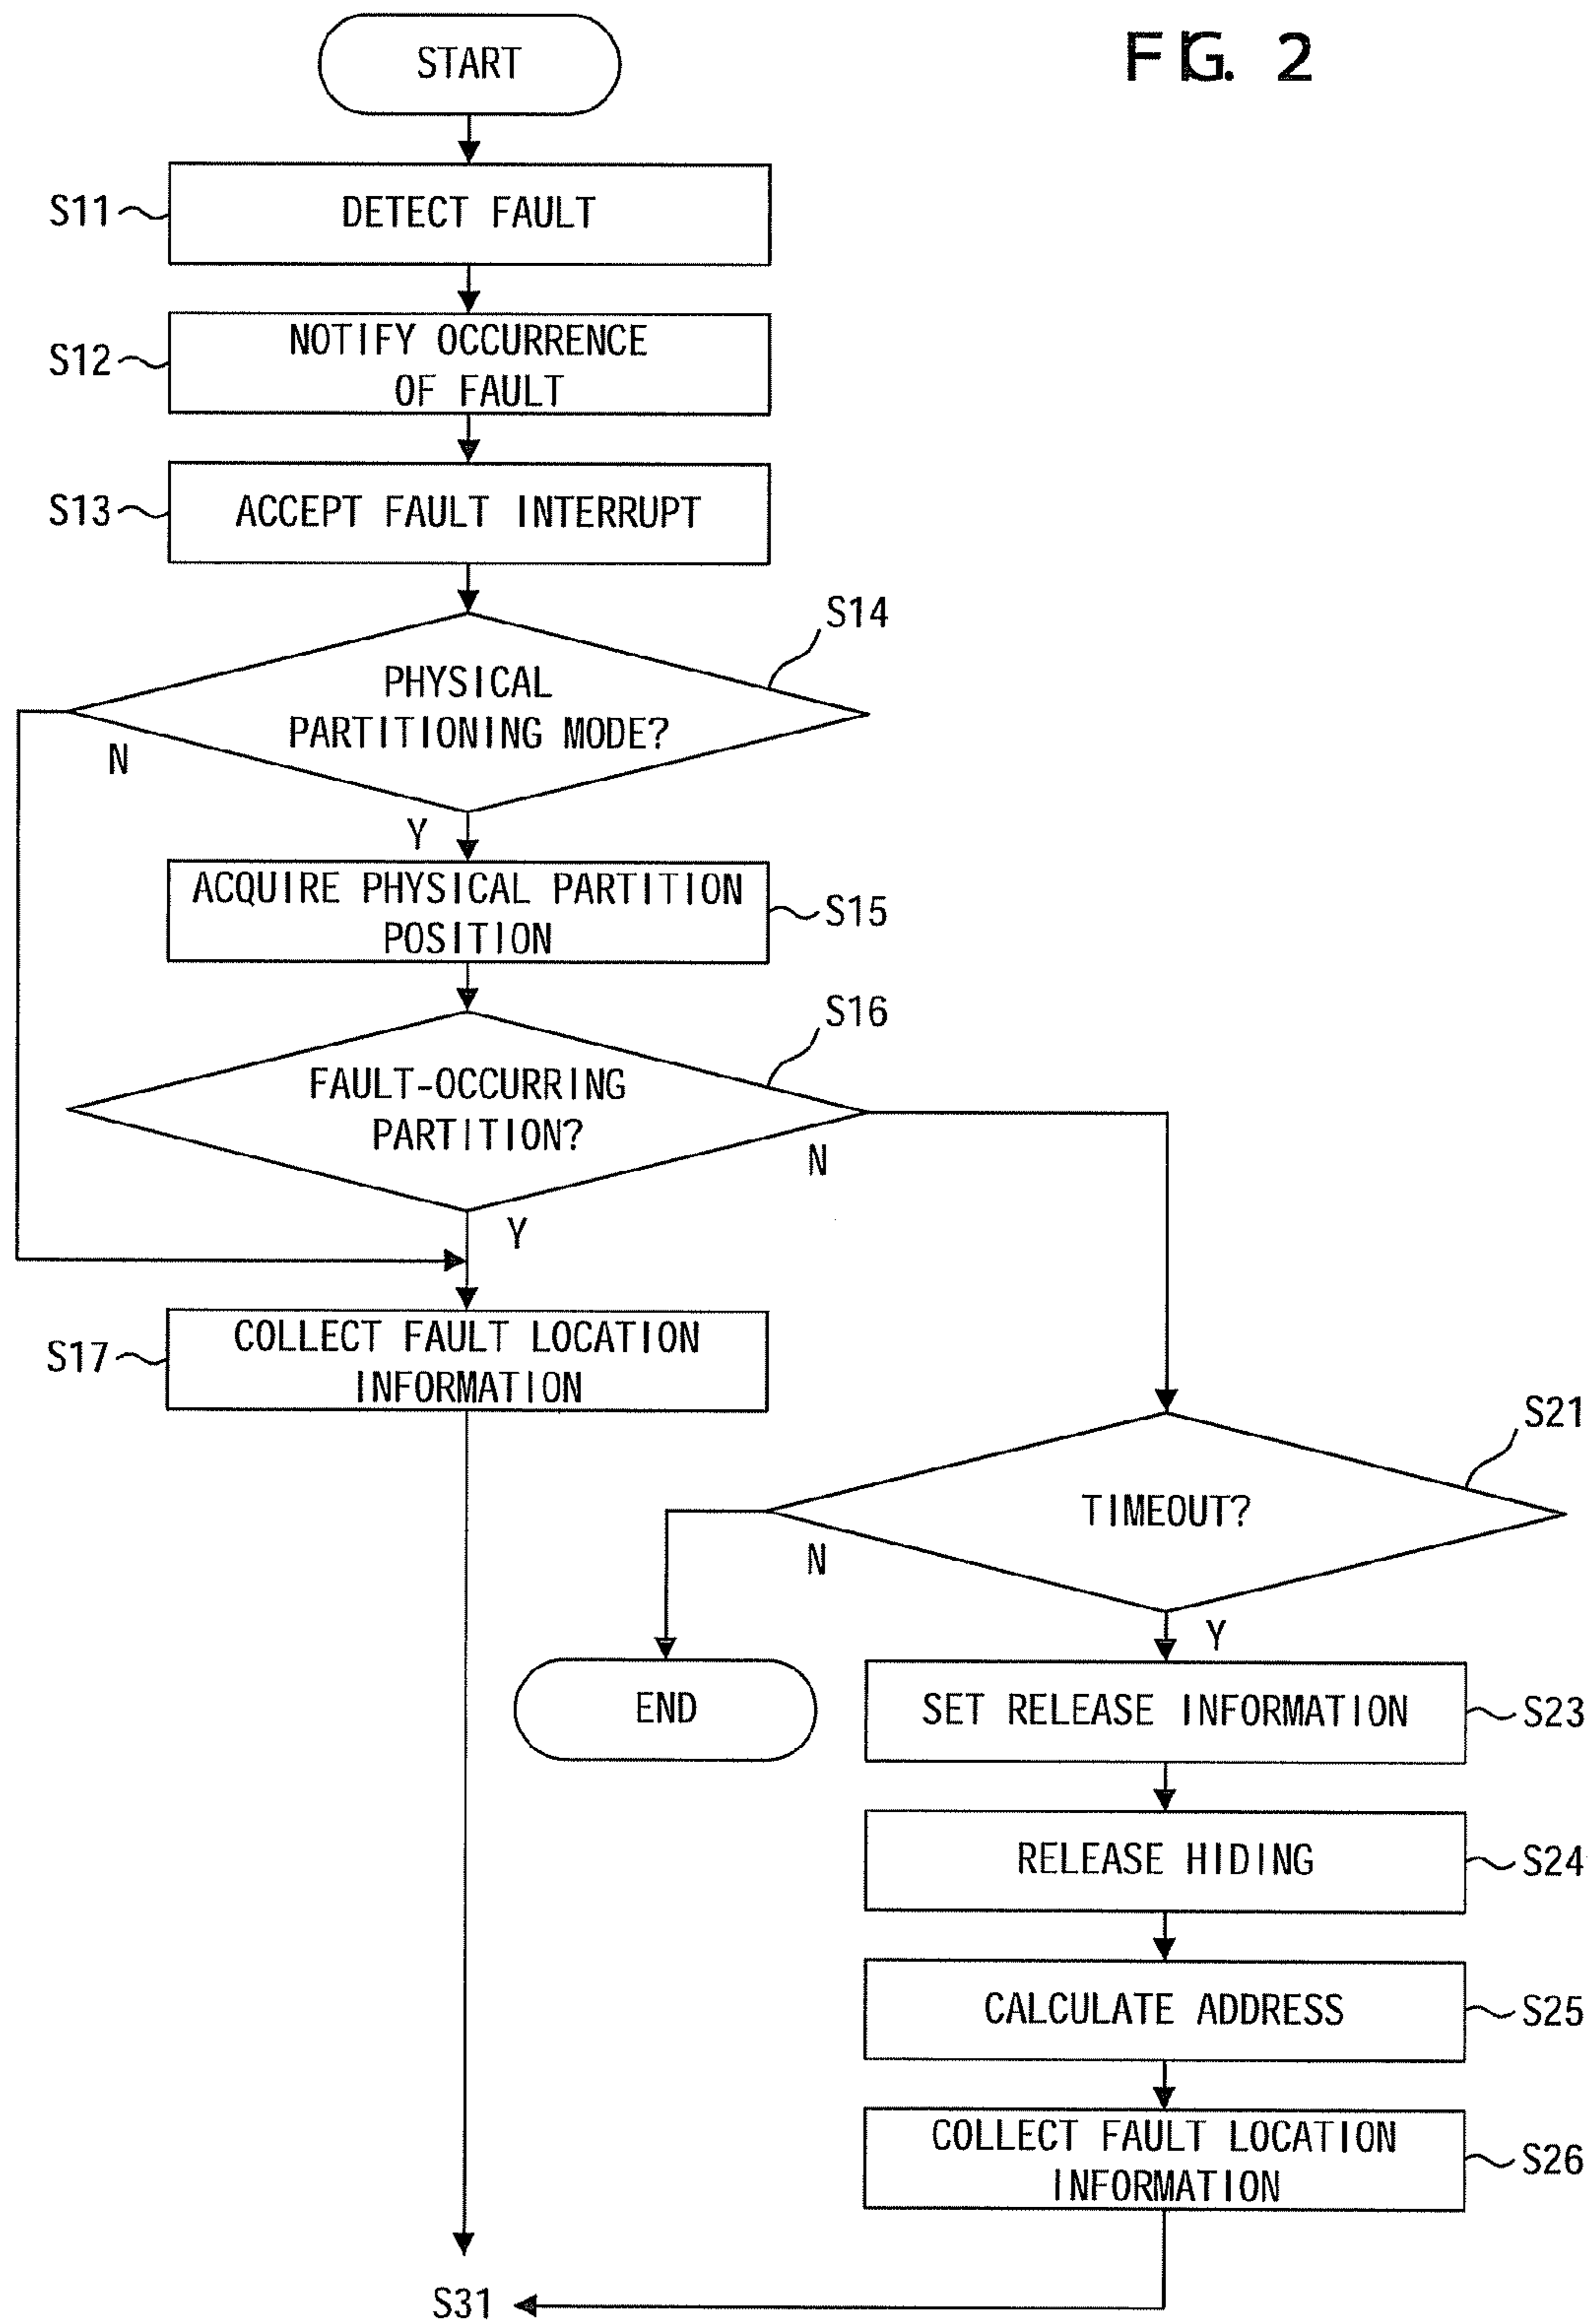 FIG. 2
START
S11
DETECT FAULT
S12
NOTIFY OCCURRENCE
OF FAULT
S13
ACCEPT FAULT INTERRUPT
S14
PHYSICAL
PARTITIONING MODE?
N
Y
ACQUIRE PHYSICAL PARTITION
POSITION
S15
S16
FAULT-OCCURRING
PARTITION?
N
Y
S17
COLLECT FAULT LOCATION
INFORMATION
S21
TIMEOUT?
N
Y
END
SET RELEASE INFORMATION
S23
RELEASE HIDING
S24
CALCULATE ADDRESS
S25
COLLECT FAULT LOCATION
INFORMATION
S26
S31